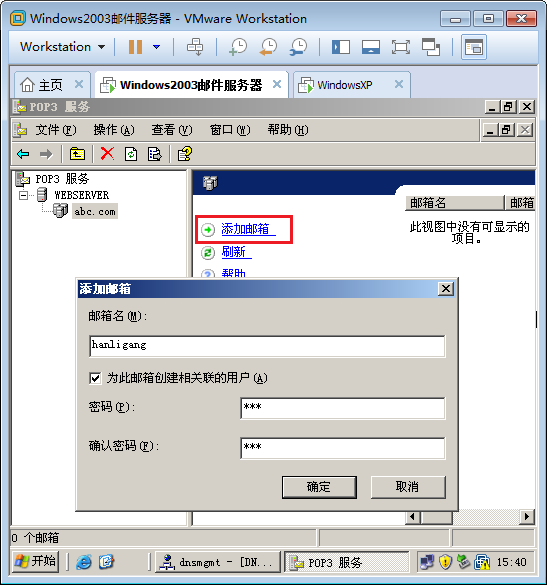 Windows2003邮件服务器 - VMware Workstation
Workstation
主页
Windows2003邮件服务器
WindowsXP
POP3 服务
文件(F) 操作(A) 查看(V) 窗口(W) 帮助(H)
POP3 服务
WEBSERVER
abc.com
邮箱名 邮箱
添加邮箱
此视图中没有可显示的
项目。
刷新
帮助
添加邮箱
邮箱名(M):
hanligang
为此邮箱创建相关联的用户(A)
密码(P):
***
确认密码(F):
***
确定 取消
0 个邮箱
开始
dnsmgmt - [DN...
POP3 服务
15:40